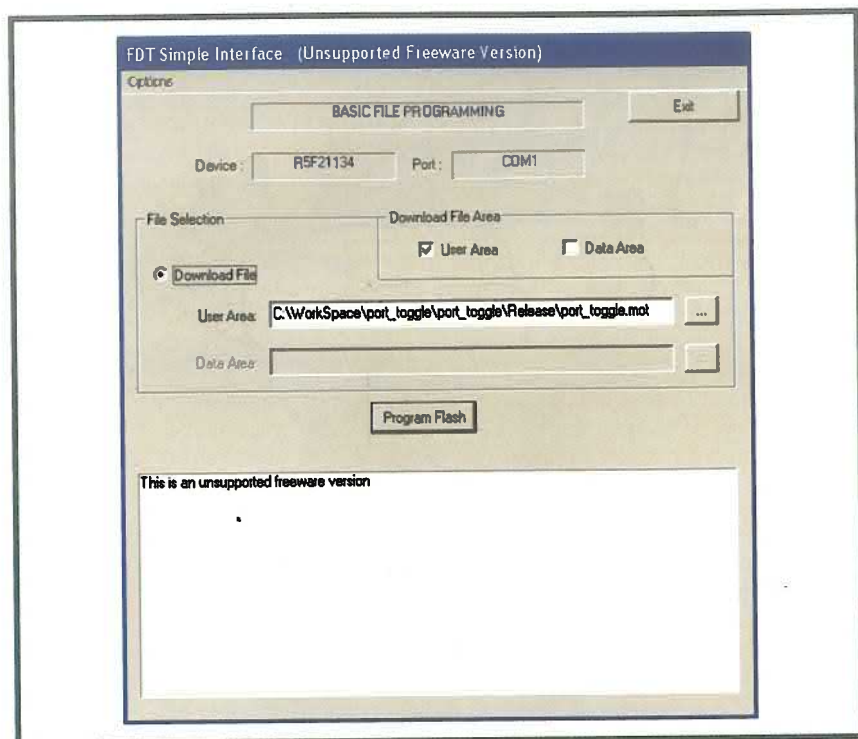 FDT Simple Interface (Unsupported Freeware Version)
Options
BASIC FILE PROGRAMMING
Exit
Device : R5F21134 Port : COM1
File Selection
Download File Area
User Area Data Area
Download File
User Area: C:\WorkSpace\port_toggle\port_toggle\Release\port_toggle.mot ...
Data Area:
Program Flash
This is an unsupported freeware version